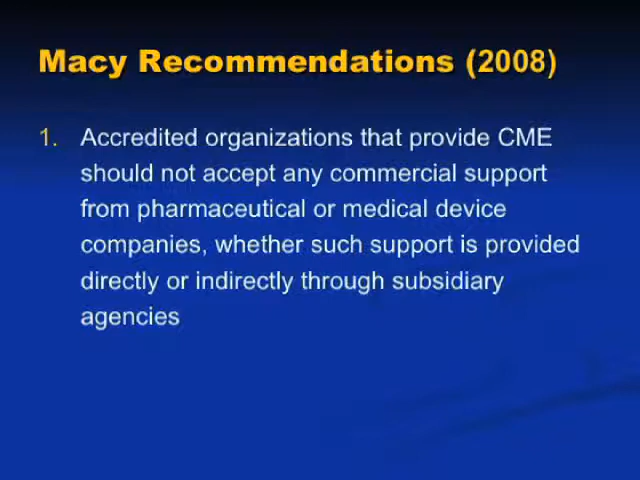 Macy Recommendations (2008)
1. Accredited organizations that provide CME
should not accept any commercial support
from pharmaceutical or medical device
companies, whether such support is provided
directly or indirectly through subsidiary
agencies